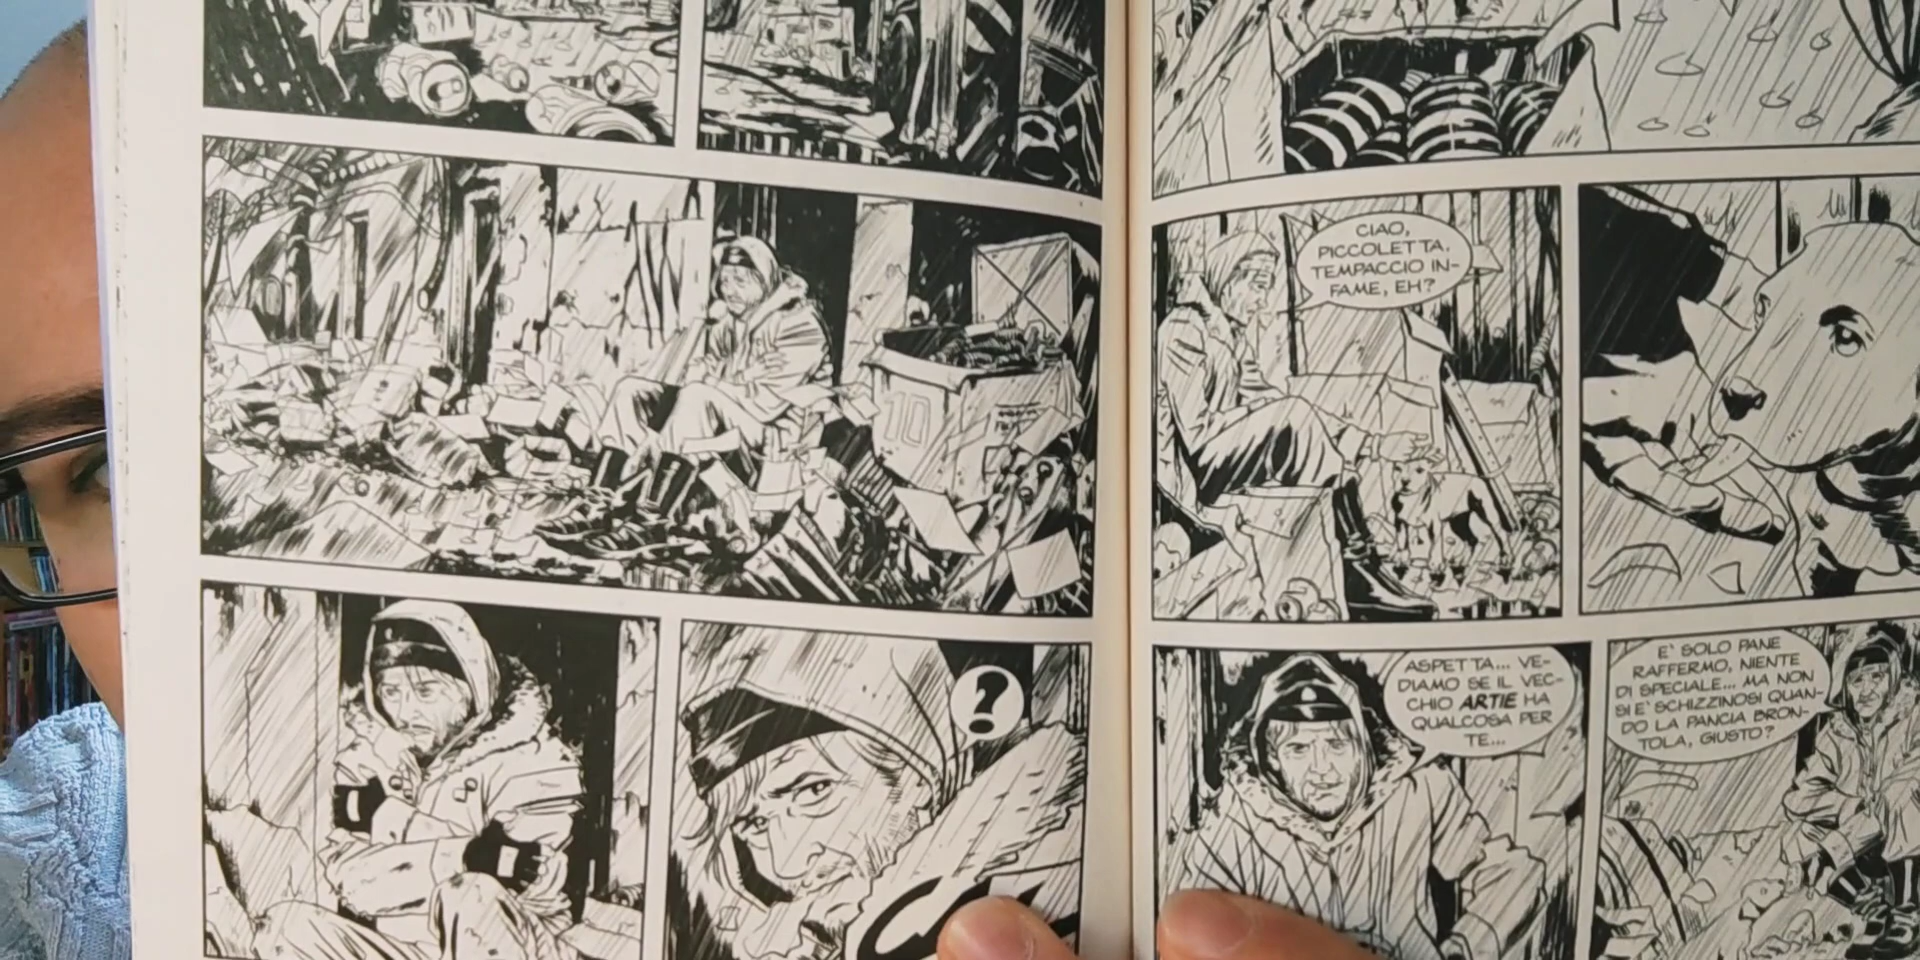 ?
CIAO,
PICCOLETTA.
TEMPACCIO IN-
FAME, EH?
ASPETTA... VE-
DIAMO SE IL VEC-
CHIO ARTIE HA
QUALCOSA PER
TE...
E' SOLO PANE
RAFFERMO, NIENTE
DI SPECIALE... MA NON
SI E' SCHIZZINOSI QUAN-
DO LA PANCIA BRON-
TOLA, GIUSTO?